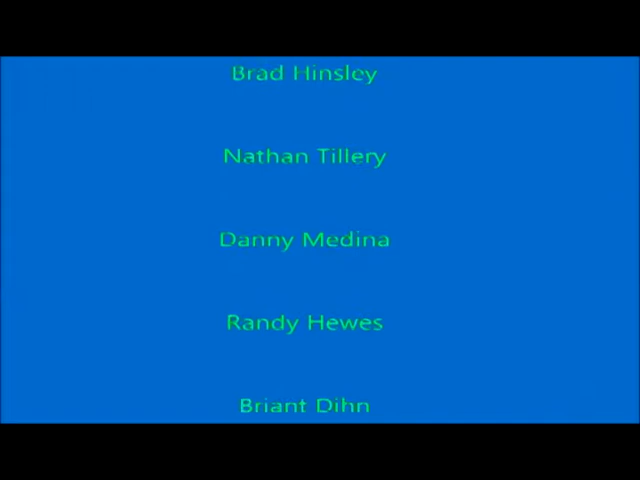 Brad Hinsley
Nathan Tillery
Danny Medina
Randy Hewes
Briant Dihn